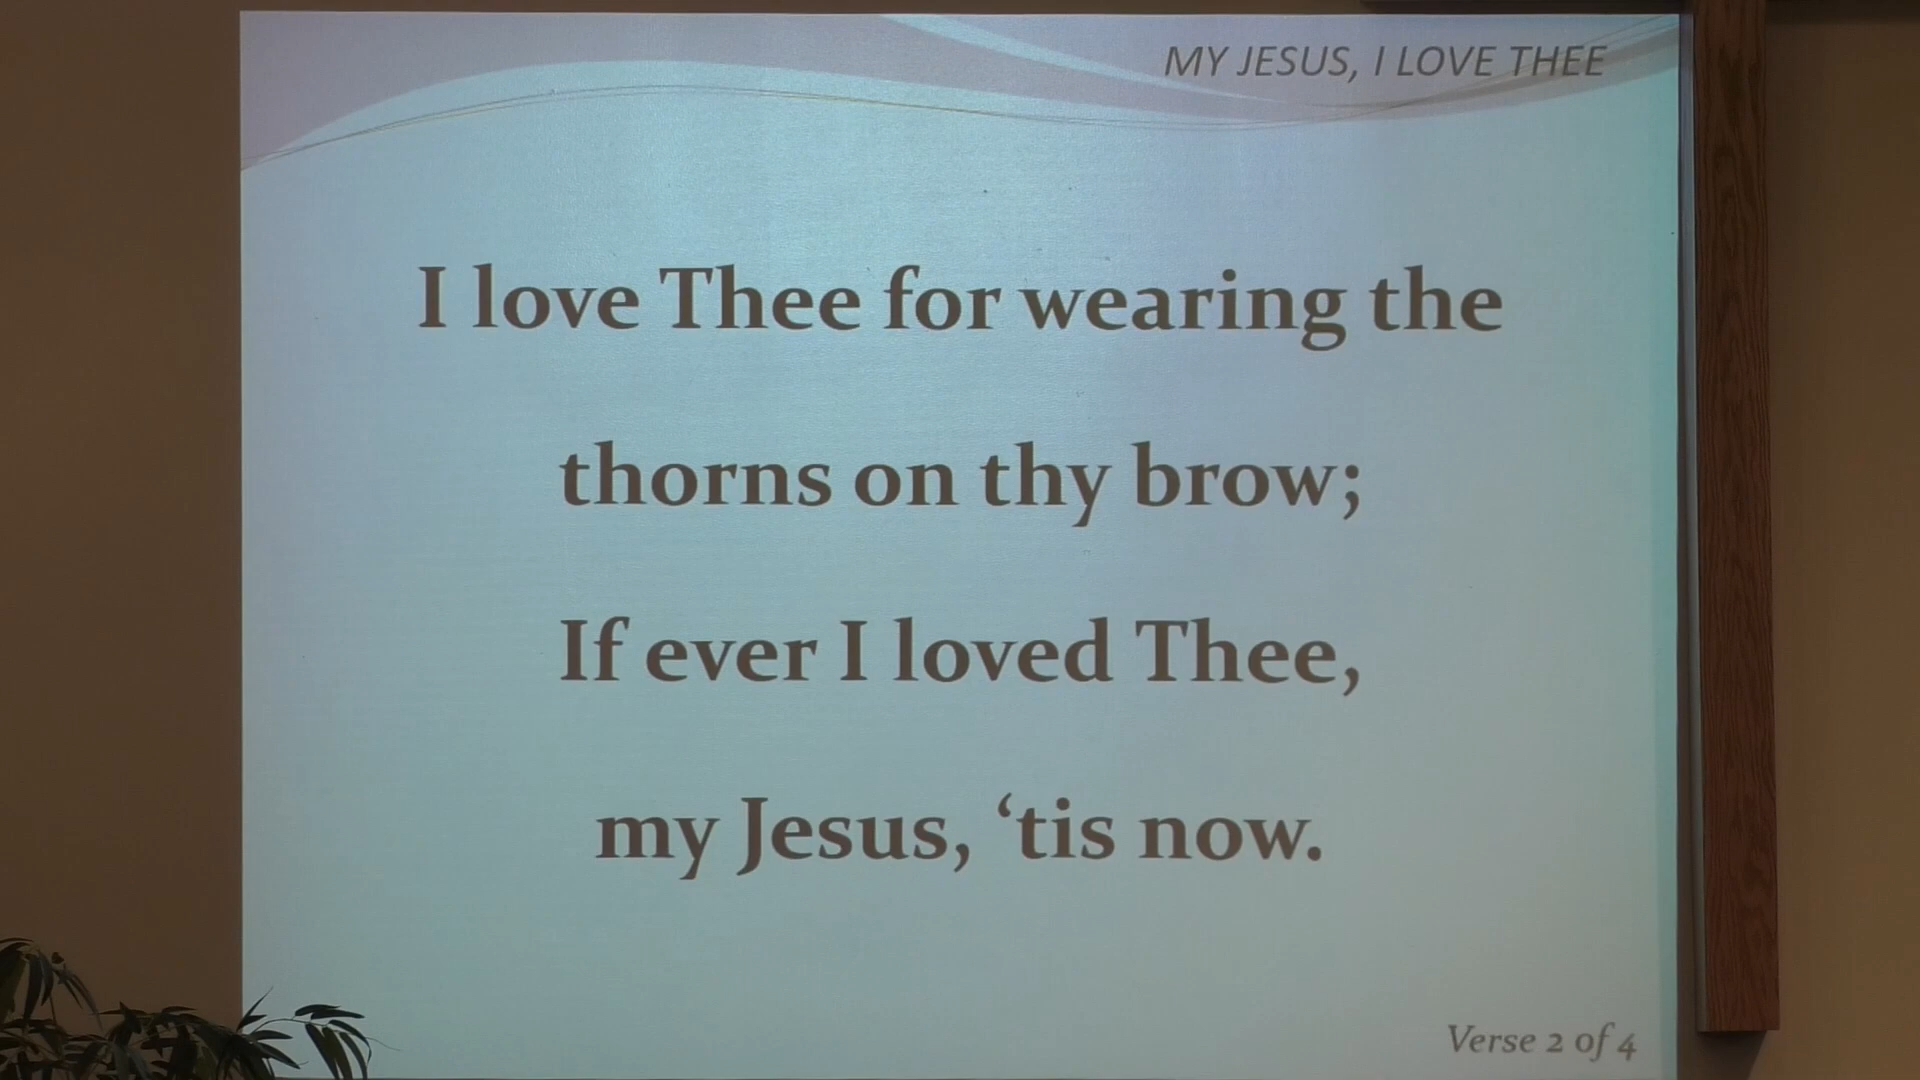 MY JESUS, I LOVE THEE
I love Thee for wearing the
thorns on thy brow;
If ever I loved Thee,
my Jesus, ‘tis now.
Verse 2 of 4